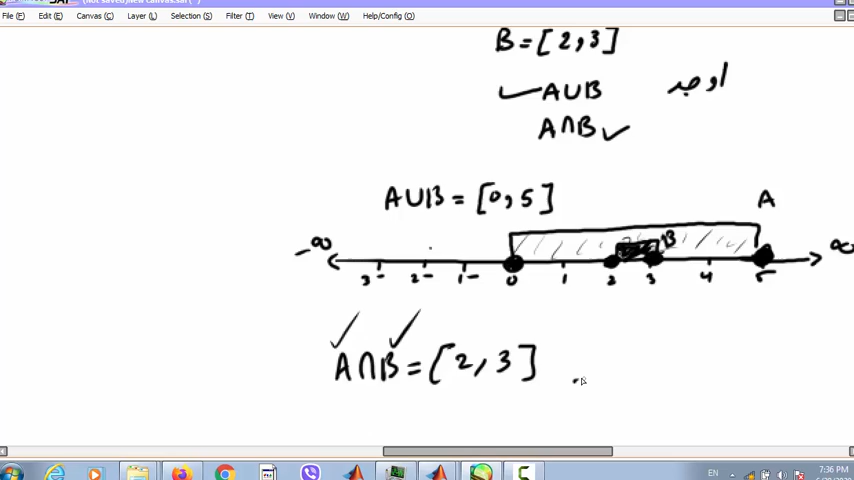 File (F) Edit (E) Canvas (C) Layer (L) Selection (S) Filter (T) View (V) Window (W) Help/Config (O)
B = [2,3]
A∪B اوجد
A∩B
A∪B = [0,5] A
B
-∞ ∞
3- 2- 1- 0 1 2 3 4 5
A∩B = [2,3]
EN 7:36 PM